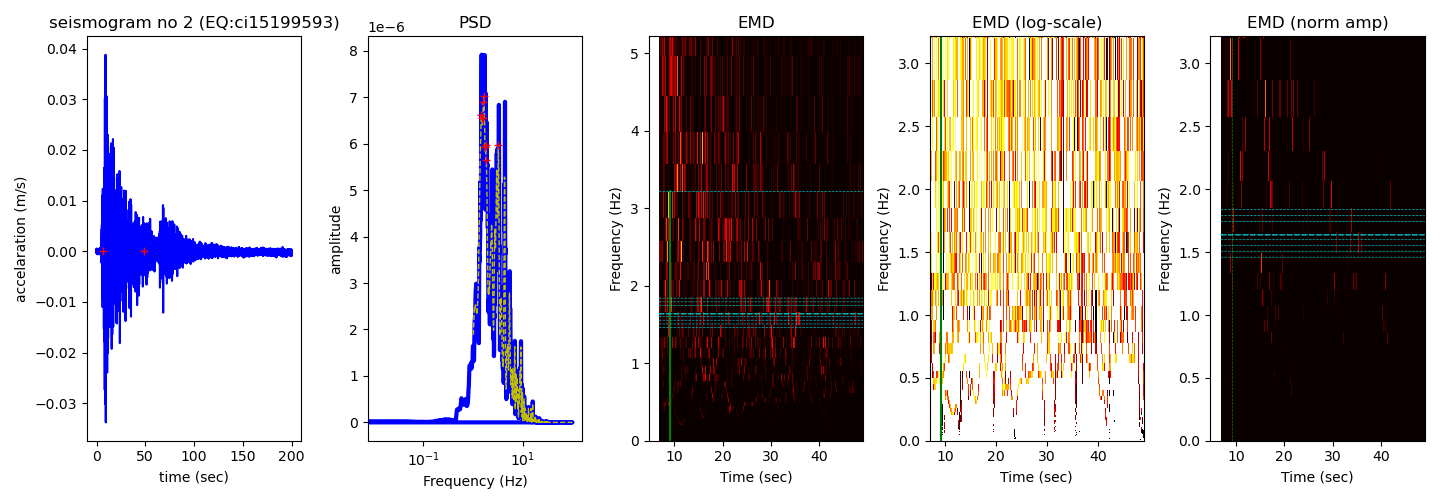 seismogram no 2 (EQ:ci15199593)
0.04
0.03
0.02
0.01
0.00
−0.01
−0.02
−0.03
accelaration (m/s)
0 50 100 150 200
time (sec)
PSD
1e−6
8
7
6
5
4
3
2
1
0
amplitude
10⁻¹ 10¹
Frequency (Hz)
EMD
5
4
3
2
1
0
Frequency (Hz)
10 20 30 40
Time (sec)
EMD (log-scale)
3.0
2.5
2.0
1.5
1.0
0.5
0.0
Frequency (Hz)
10 20 30 40
Time (sec)
EMD (norm amp)
3.0
2.5
2.0
1.5
1.0
0.5
0.0
Frequency (Hz)
10 20 30 40
Time (sec)